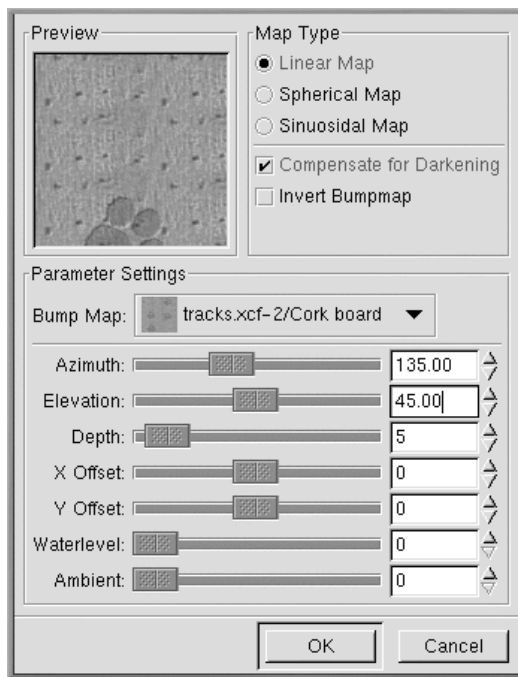 Preview
Map Type
Linear Map
Spherical Map
Sinuosidal Map
Compensate for Darkening
Invert Bumpmap
Parameter Settings
Bump Map: tracks.xcf-2/Cork board
Azimuth: 135.00
Elevation: 45.00
Depth: 5
X Offset: 0
Y Offset: 0
Waterlevel: 0
Ambient: 0
OK Cancel